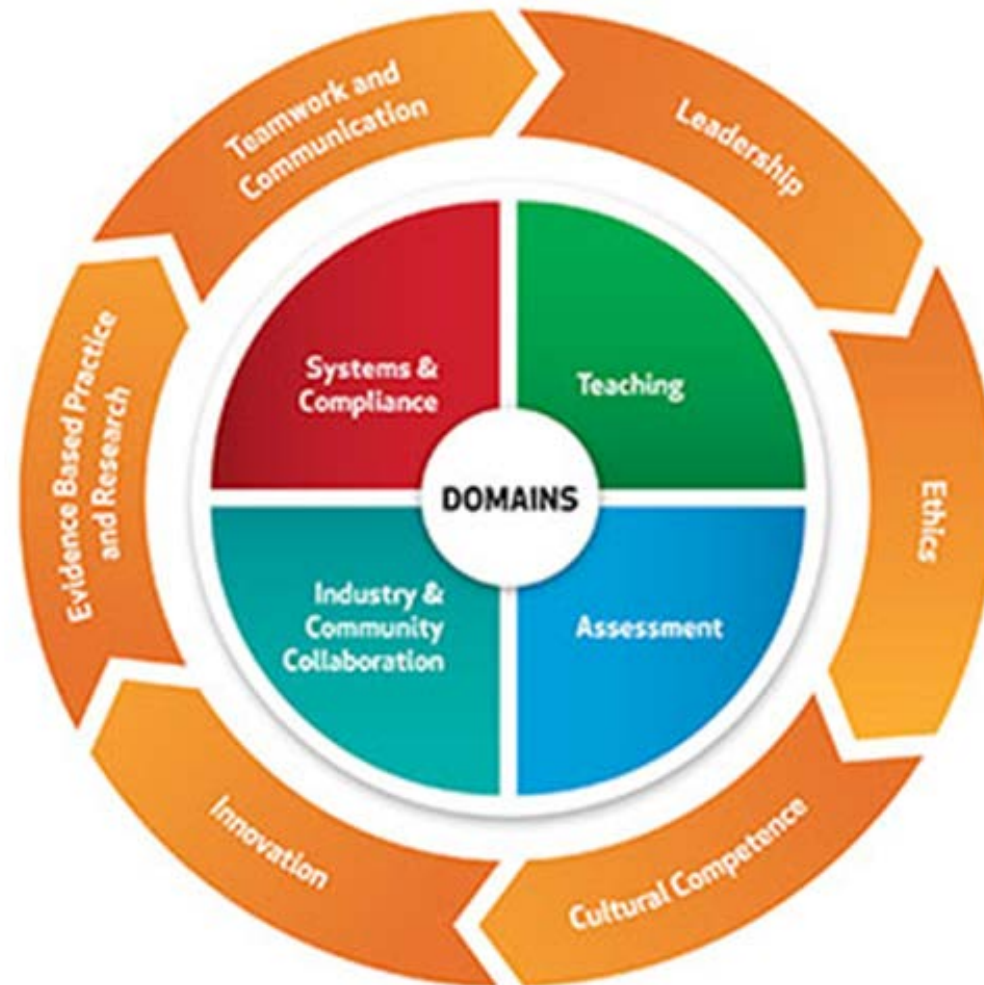 Teamwork and
Communication
Leadership
Ethics
Cultural Competence
Innovation
Evidence Based Practice
and Research
Systems &
Compliance
Teaching
DOMAINS
Industry &
Community
Collaboration
Assessment